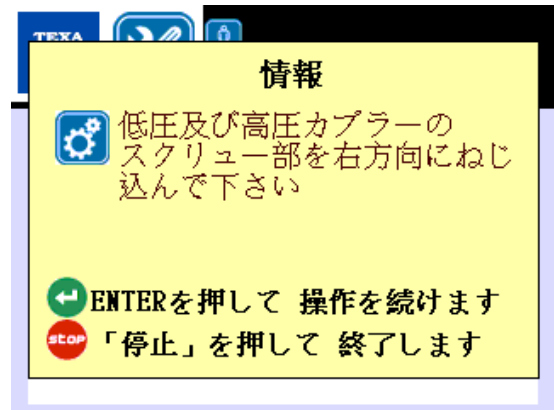 TEXA
情報
低圧及び高圧カプラーの
スクリュー部を右方向にねじ
込んで下さい
ENTERを押して 操作を続けます
STOP
「停止」を押して 終了します